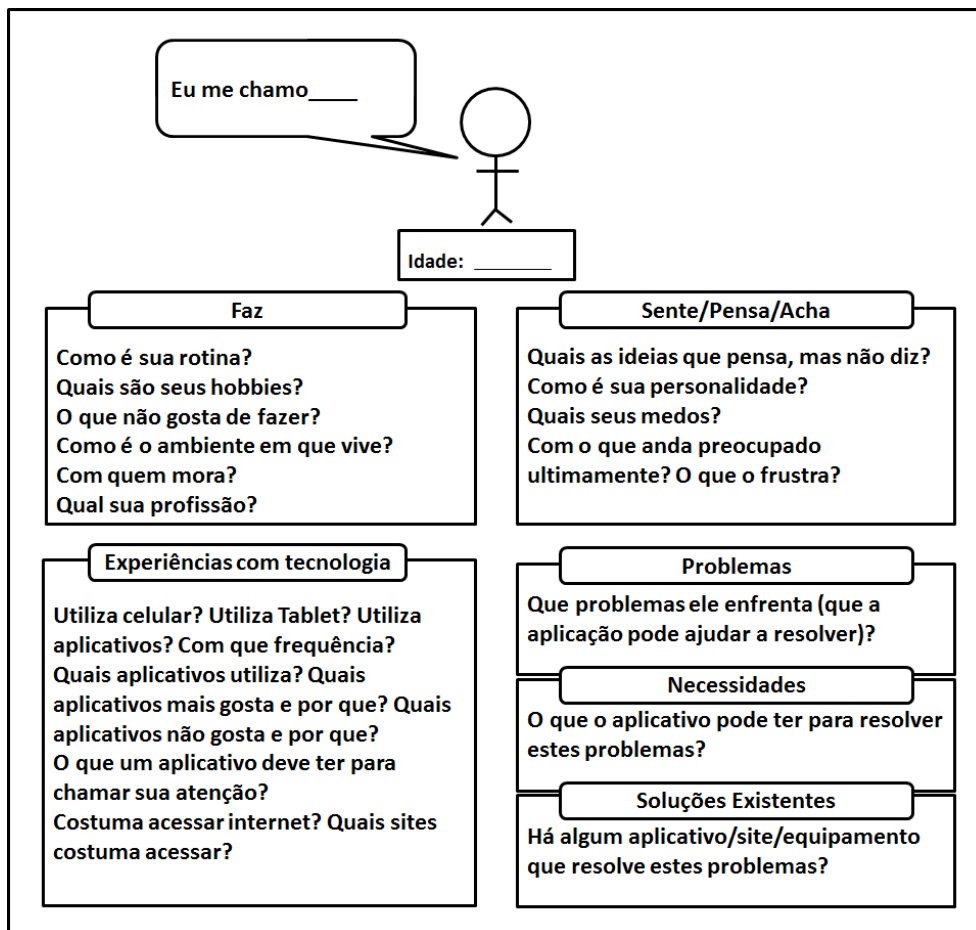 Eu me chamo____
Idade: _______
Faz
Como é sua rotina?
Quais são seus hobbies?
O que não gosta de fazer?
Como é o ambiente em que vive?
Com quem mora?
Qual sua profissão?
Sente/Pensa/Acha
Quais as ideias que pensa, mas não diz?
Como é sua personalidade?
Quais seus medos?
Com o que anda preocupado
ultimamente? O que o frustra?
Experiências com tecnologia
Utiliza celular? Utiliza Tablet? Utiliza
aplicativos? Com que frequência?
Quais aplicativos utiliza? Quais
aplicativos mais gosta e por que? Quais
aplicativos não gosta e por que?
O que um aplicativo deve ter para
chamar sua atenção?
Costuma acessar internet? Quais sites
costuma acessar?
Problemas
Que problemas ele enfrenta (que a
aplicação pode ajudar a resolver)?
Necessidades
O que o aplicativo pode ter para resolver
estes problemas?
Soluções Existentes
Há algum aplicativo/site/equipamento
que resolve estes problemas?